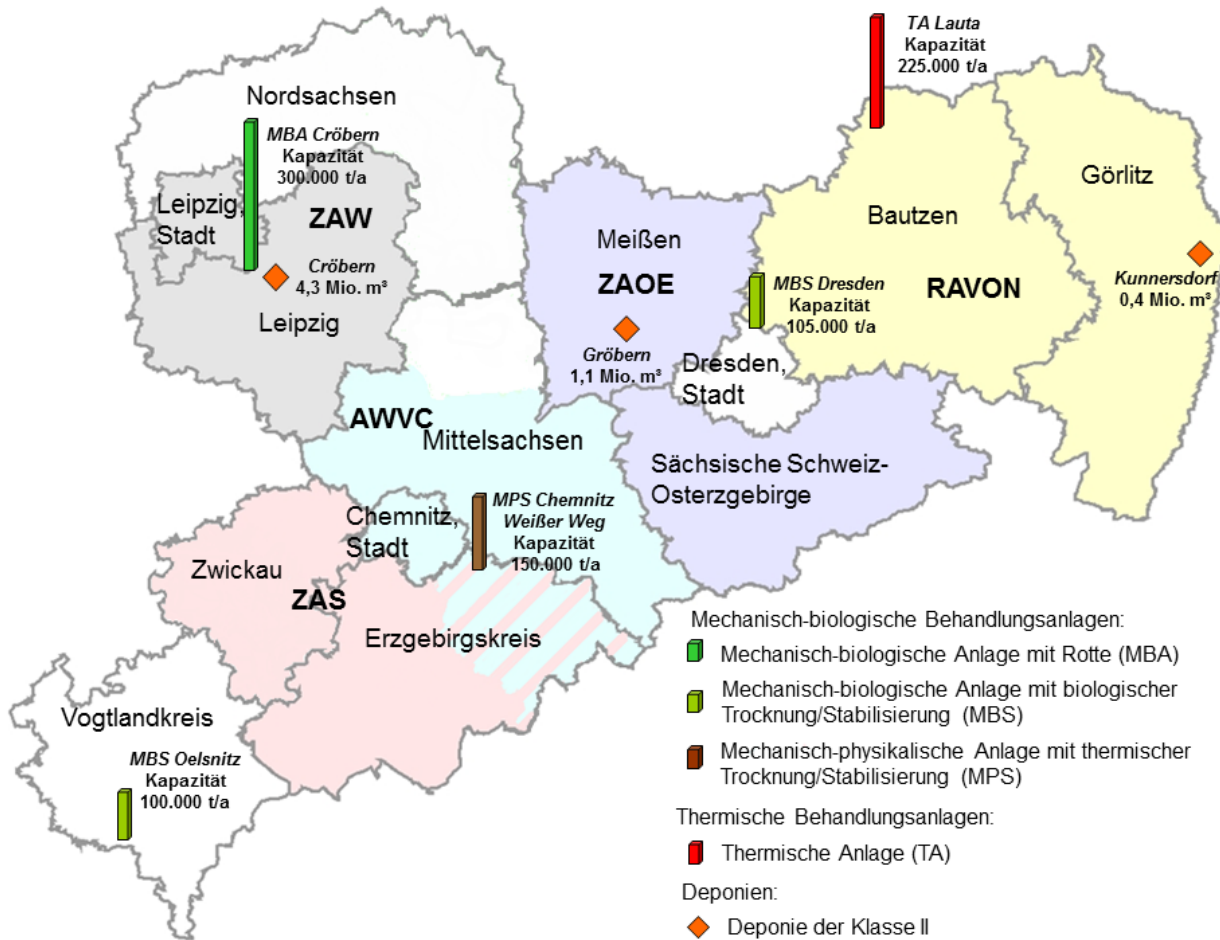 TA Lauta
Kapazität
225.000 t/a
Nordsachsen
MBA Cröbern
Kapazität
300.000 t/a
Görlitz
Leipzig,
Stadt
ZAW
Bautzen
Meißen
Cröbern
4,3 Mio. m³
ZAOE
MBS Dresden
Kapazität
105.000 t/a
RAVON
Kunnersdorf
0,4 Mio. m³
Leipzig
Gröbern
1,1 Mio. m³
Dresden,
Stadt
AWVC
Mittelsachsen
Sächsische Schweiz-
Osterzgebirge
MPS Chemnitz
Weißer Weg
Kapazität
150.000 t/a
Chemnitz,
Stadt
Zwickau
ZAS
Erzgebirgskreis
Vogtlandkreis
MBS Oelsnitz
Kapazität
100.000 t/a
Mechanisch-biologische Behandlungsanlagen:
Mechanisch-biologische Anlage mit Rotte (MBA)
Mechanisch-biologische Anlage mit biologischer
Trocknung/Stabilisierung (MBS)
Mechanisch-physikalische Anlage mit thermischer
Trocknung/Stabilisierung (MPS)
Thermische Behandlungsanlagen:
Thermische Anlage (TA)
Deponien:
Deponie der Klasse II